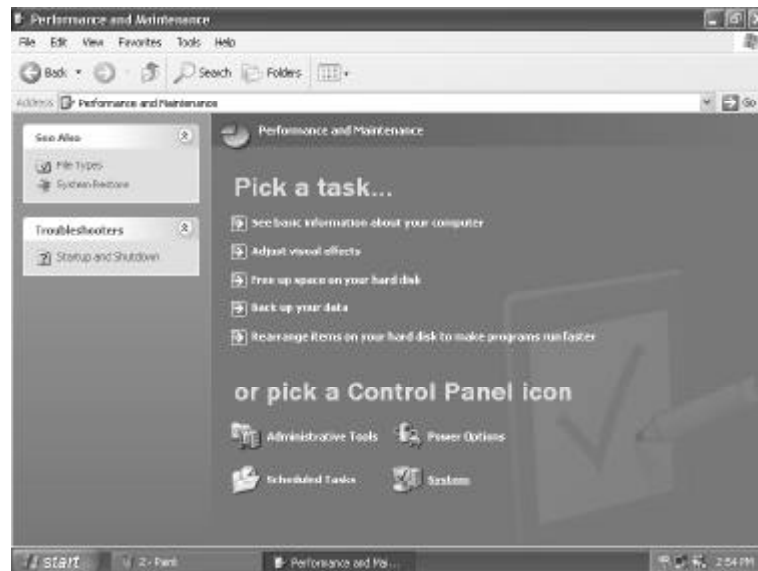 Performance and Maintenance
File Edit View Favorites Tools Help
Back Search Folders
Address Performance and Maintenance Go
See Also
File Types
System Restore
Troubleshooters
Startup and Shutdown
Performance and Maintenance
Pick a task...
See basic information about your computer
Adjust visual effects
Free up space on your hard disk
Back up your data
Rearrange items on your hard disk to make programs run faster
or pick a Control Panel icon
Administrative Tools Power Options
Scheduled Tasks System
start 2 - Paint Performance and Ma... 2:54 PM